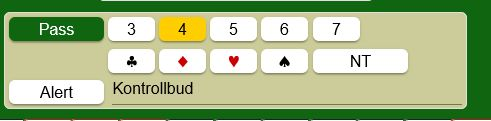 Pass 3 4 5 6 7
♣ ♦ ♥ ♠ NT
Alert Kontrollbud